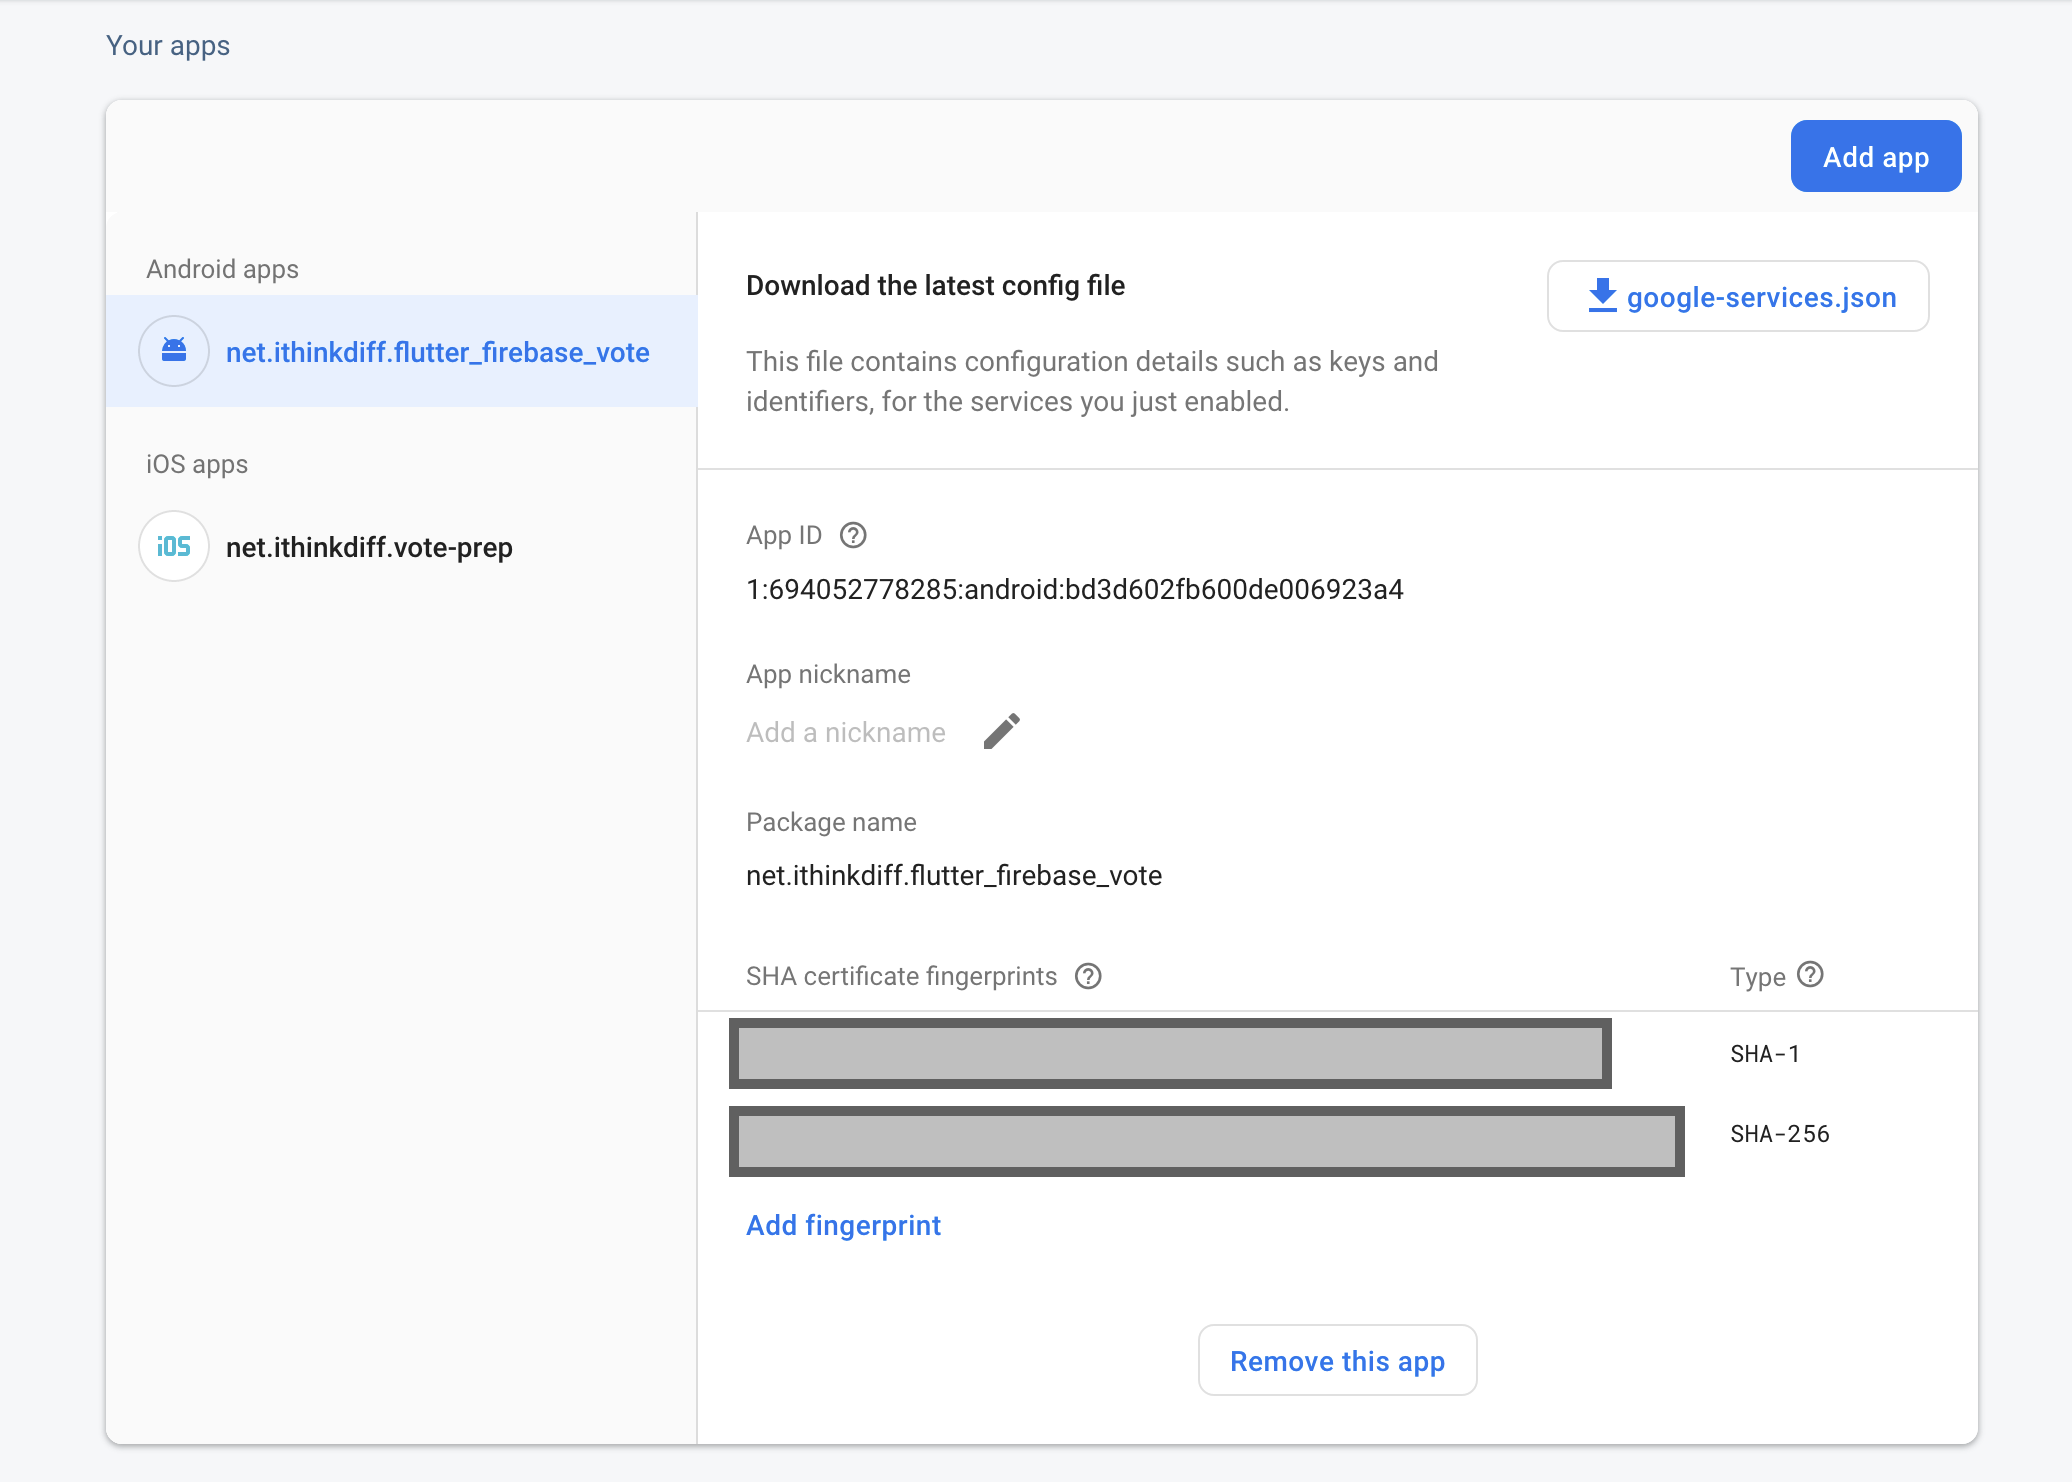 Your apps
Add app
Android apps
net.ithinkdiff.flutter_firebase_vote
iOS apps
iOS
net.ithinkdiff.vote-prep
Download the latest config file
google-services.json
This file contains configuration details such as keys and
identifiers, for the services you just enabled.
App ID
1:694052778285:android:bd3d602fb600de006923a4
App nickname
Add a nickname
Package name
net.ithinkdiff.flutter_firebase_vote
SHA certificate fingerprints
Type
SHA-1
SHA-256
Add fingerprint
Remove this app